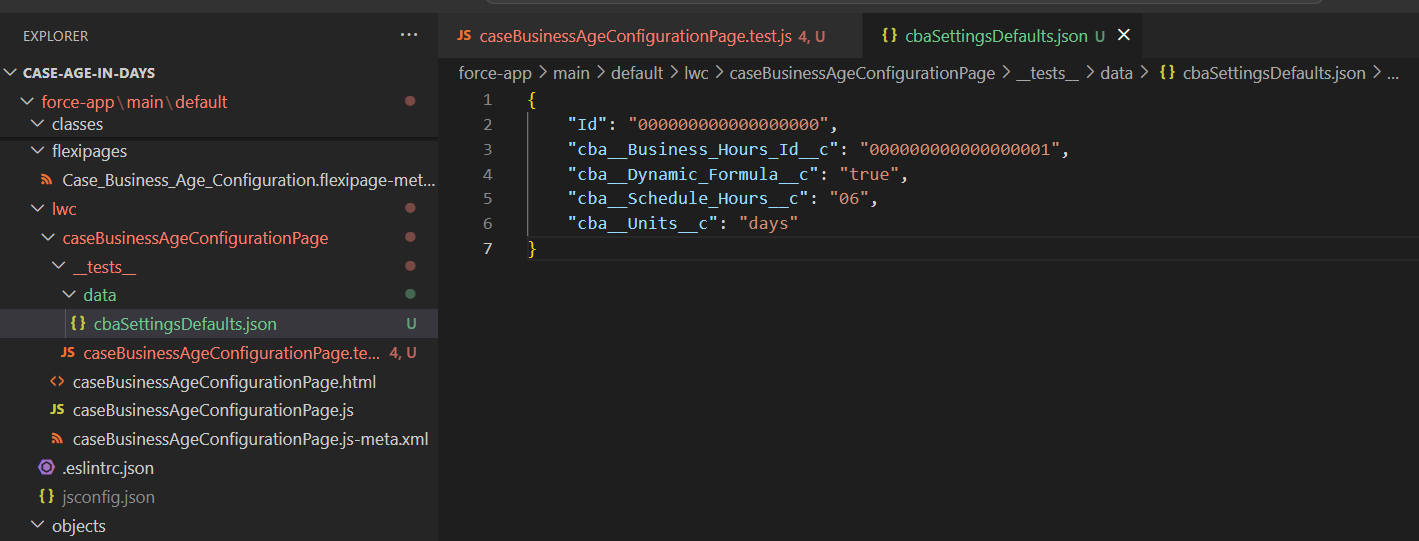 EXPLORER ...
CASE-AGE-IN-DAYS
force-app\main\default
classes
flexipages
Case_Business_Age_Configuration.flexipage-met...
lwc
caseBusinessAgeConfigurationPage
__tests__
data
cbaSettingsDefaults.json U
JS caseBusinessAgeConfigurationPage.te... 4, U
<> caseBusinessAgeConfigurationPage.html
JS caseBusinessAgeConfigurationPage.js
caseBusinessAgeConfigurationPage.js-meta.xml
.eslintrc.json
{} jsconfig.json
objects
JS caseBusinessAgeConfigurationPage.test.js 4, U
{} cbaSettingsDefaults.json U ×
force-app > main > default > lwc > caseBusinessAgeConfigurationPage > __tests__ > data > {} cbaSettingsDefaults.json > ...
1 {
2 "Id": "000000000000000000",
3 "cba__Business_Hours_Id__c": "000000000000000001",
4 "cba__Dynamic_Formula__c": "true",
5 "cba__Schedule_Hours__c": "06",
6 "cba__Units__c": "days"
7 }